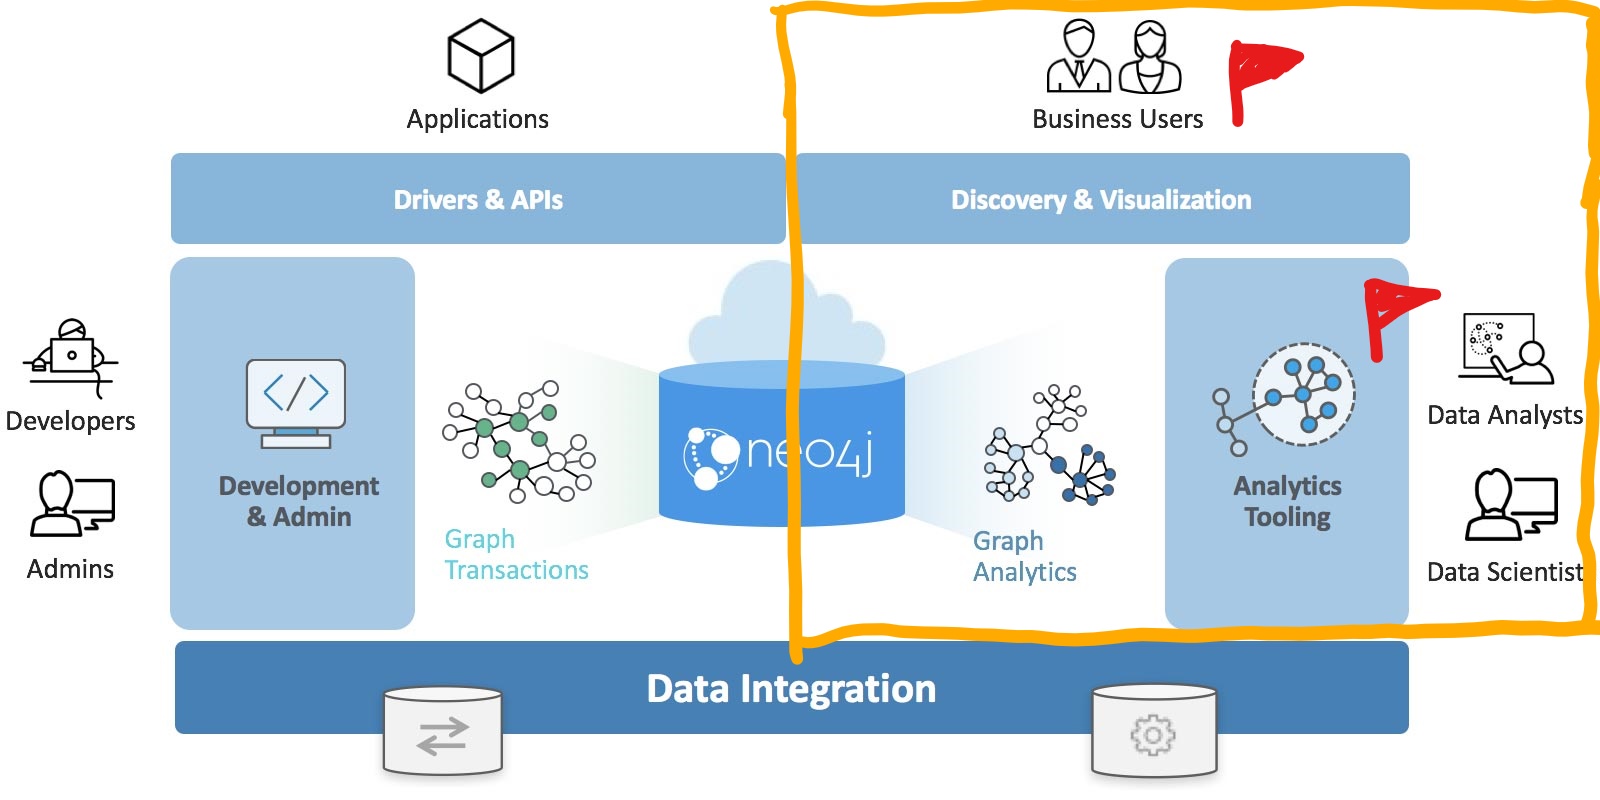 Applications
Business Users
Drivers & APIs
Discovery & Visualization
Developers
Admins
Development
& Admin
Graph
Transactions
neo4j
Graph
Analytics
Analytics
Tooling
Data Analysts
Data Scientist
Data Integration